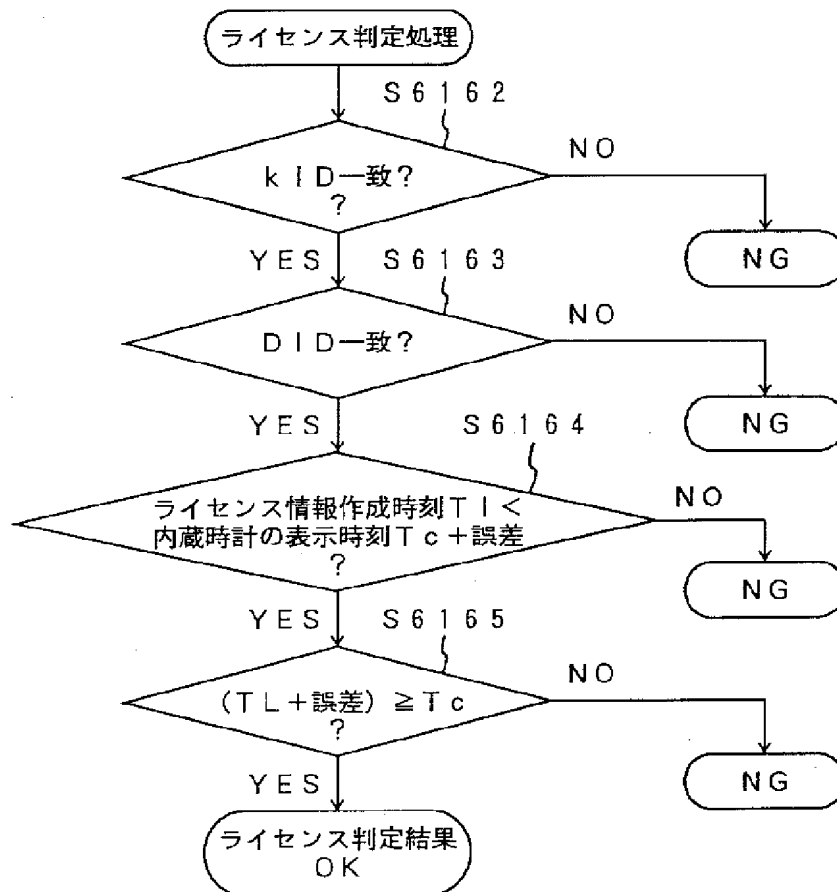 ライセンス判定処理
S6162
kID一致?
?
NO
NG
YES
S6163
DID一致?
NO
NG
YES
S6164
ライセンス情報作成時刻TI<
内蔵時計の表示時刻Tc+誤差
?
NO
NG
YES
S6165
(TL+誤差)≧Tc
?
NO
NG
YES
ライセンス判定結果
OK